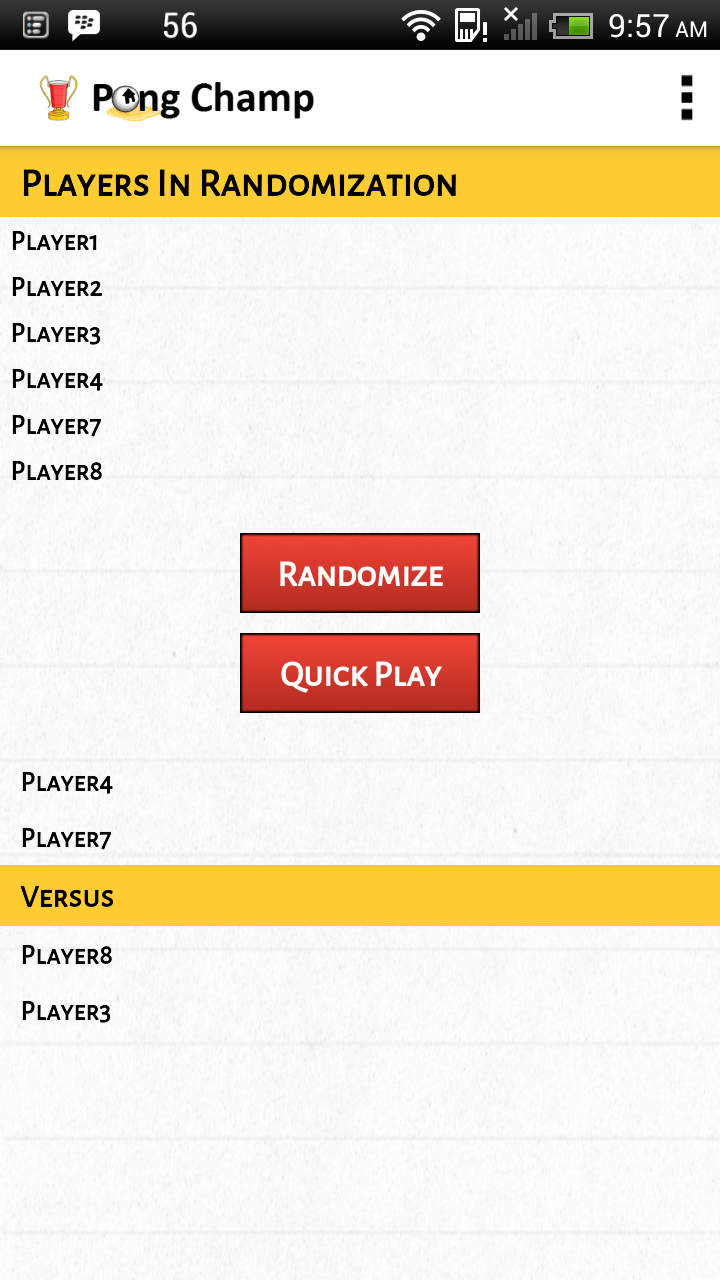 56 9:57 AM
Pong Champ
Players In Randomization
Player1
Player2
Player3
Player4
Player7
Player8
Randomize
Quick Play
Player4
Player7
Versus
Player8
Player3